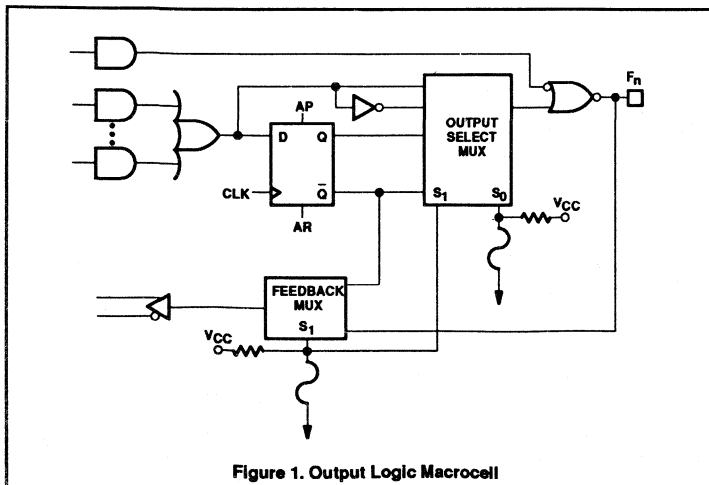 Fn
AP
D Q
OUTPUT
SELECT
MUX
CLK
Q̅
S1 S0
AR
VCC
FEEDBACK
MUX
S1
VCC
Figure 1. Output Logic Macrocell